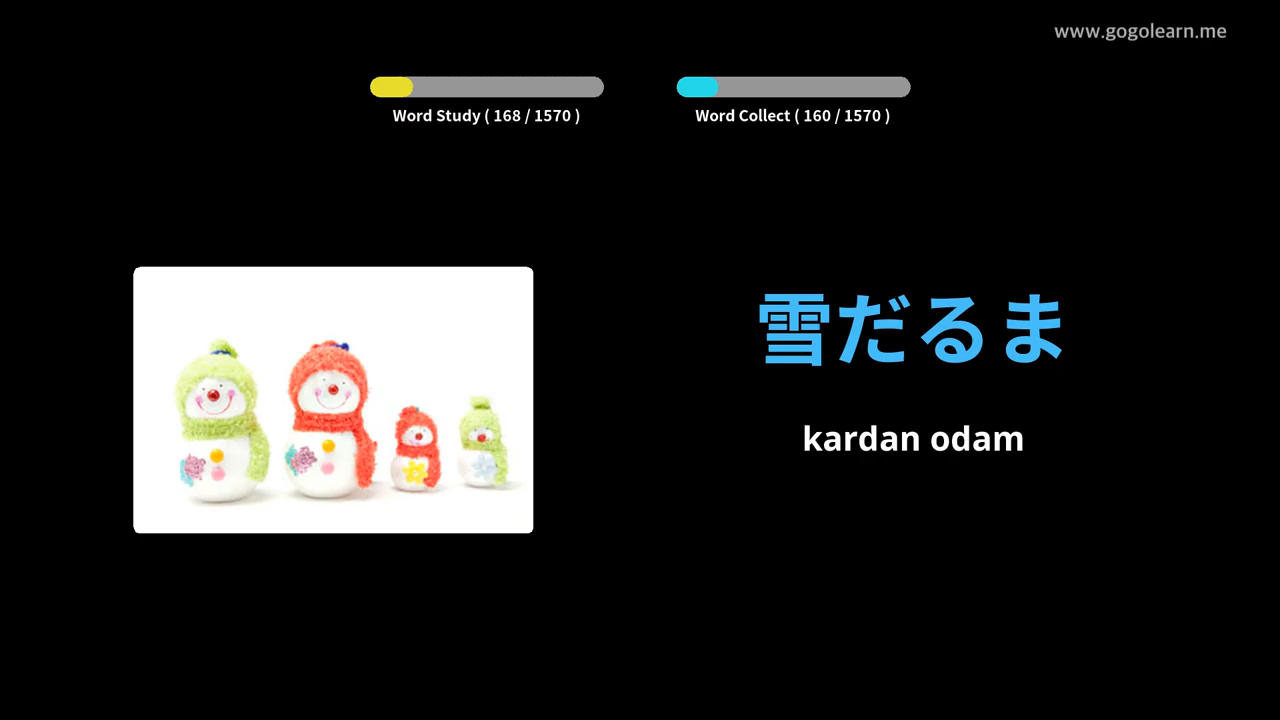 www.gogolearn.me
Word Study ( 168 / 1570 )
Word Collect ( 160 / 1570 )
雪だるま
kardan odam